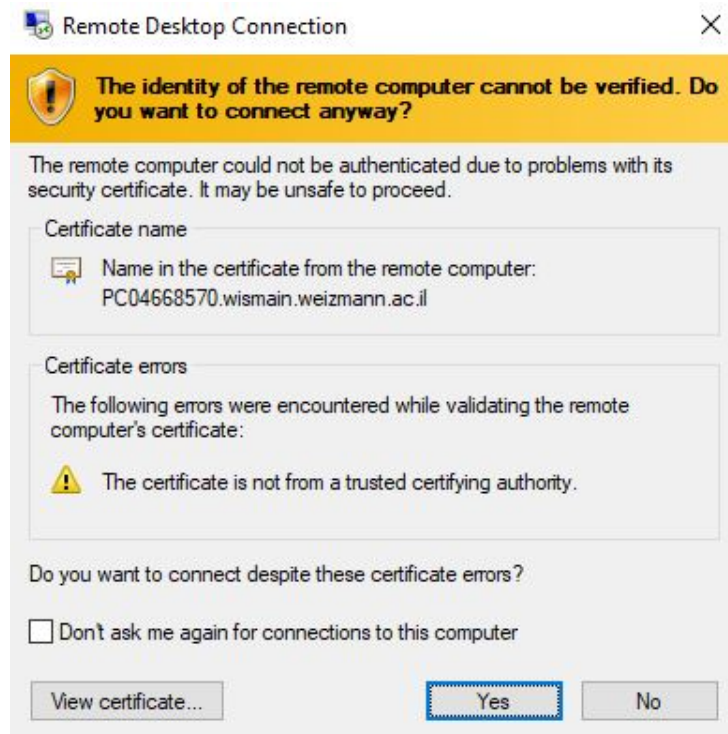 Remote Desktop Connection
The identity of the remote computer cannot be verified. Do
you want to connect anyway?
The remote computer could not be authenticated due to problems with its
security certificate. It may be unsafe to proceed.
Certificate name
Name in the certificate from the remote computer:
PC04668570.wismain.weizmann.ac.il
Certificate errors
The following errors were encountered while validating the remote
computer's certificate:
The certificate is not from a trusted certifying authority.
Do you want to connect despite these certificate errors?
Don't ask me again for connections to this computer
View certificate...
Yes
No